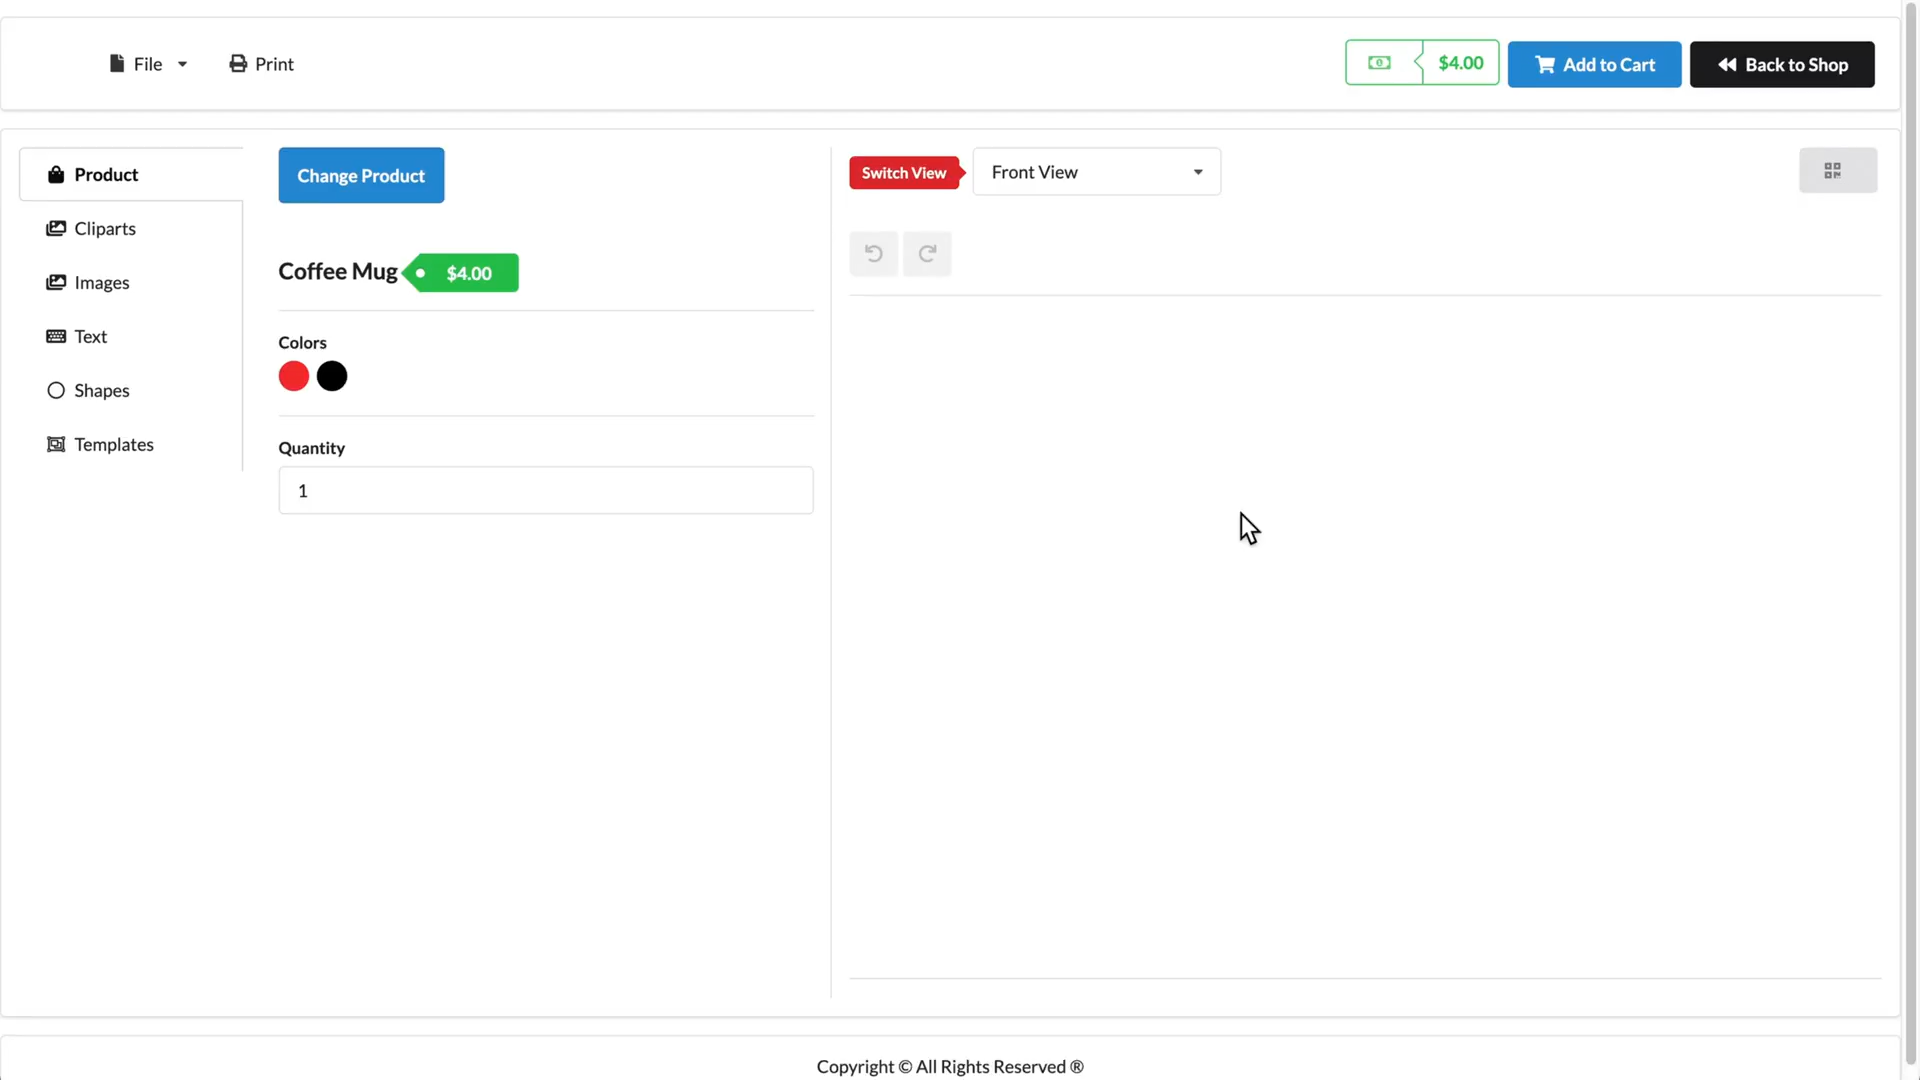 File
Print
$4.00
Add to Cart
Back to Shop
Product
Cliparts
Images
Text
Shapes
Templates
Change Product
Coffee Mug
$4.00
Colors
Quantity
1
Switch View
Front View
Copyright © All Rights Reserved ®